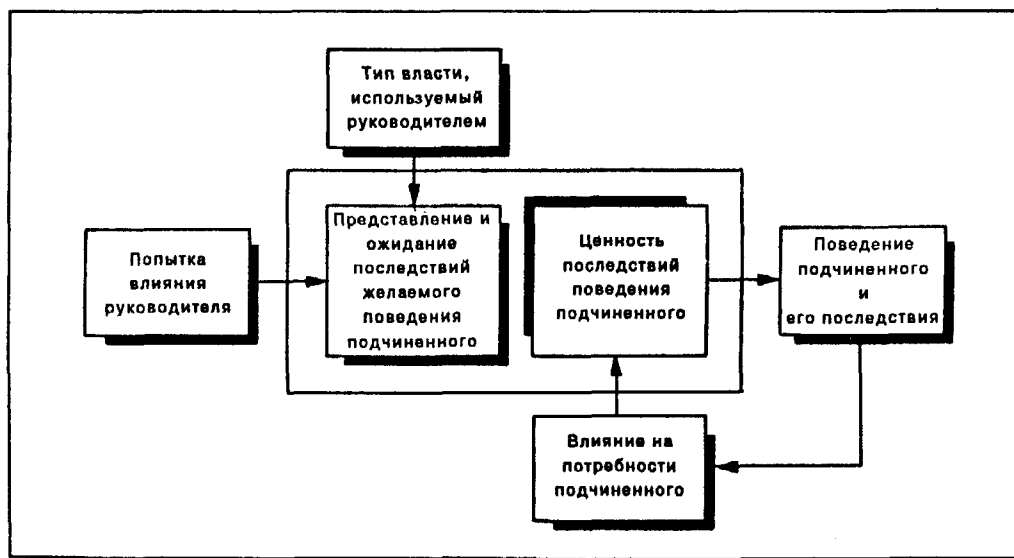 Тип власти,
используемый
руководителем
Попытка
влияния
руководителя
Представление и
ожидание
последствий
желаемого
поведения
подчиненного
Ценность
последствий
поведения
подчиненного
Поведение
подчиненного
и
его последствия
Влияние на
потребности
подчиненного